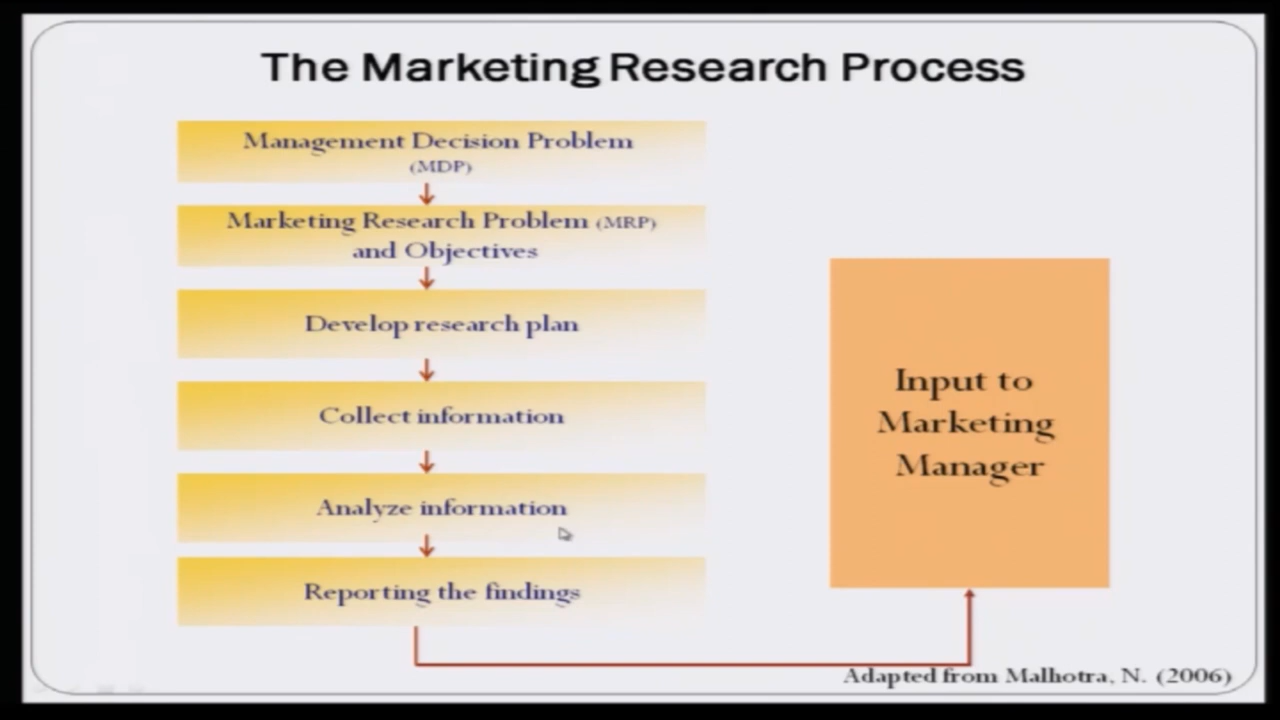 The Marketing Research Process
Management Decision Problem
(MDP)
Marketing Research Problem (MRP)
and Objectives
Develop research plan
Collect information
Analyze information
Reporting the findings
Input to
Marketing
Manager
Adapted from Malhotra, N. (2006)